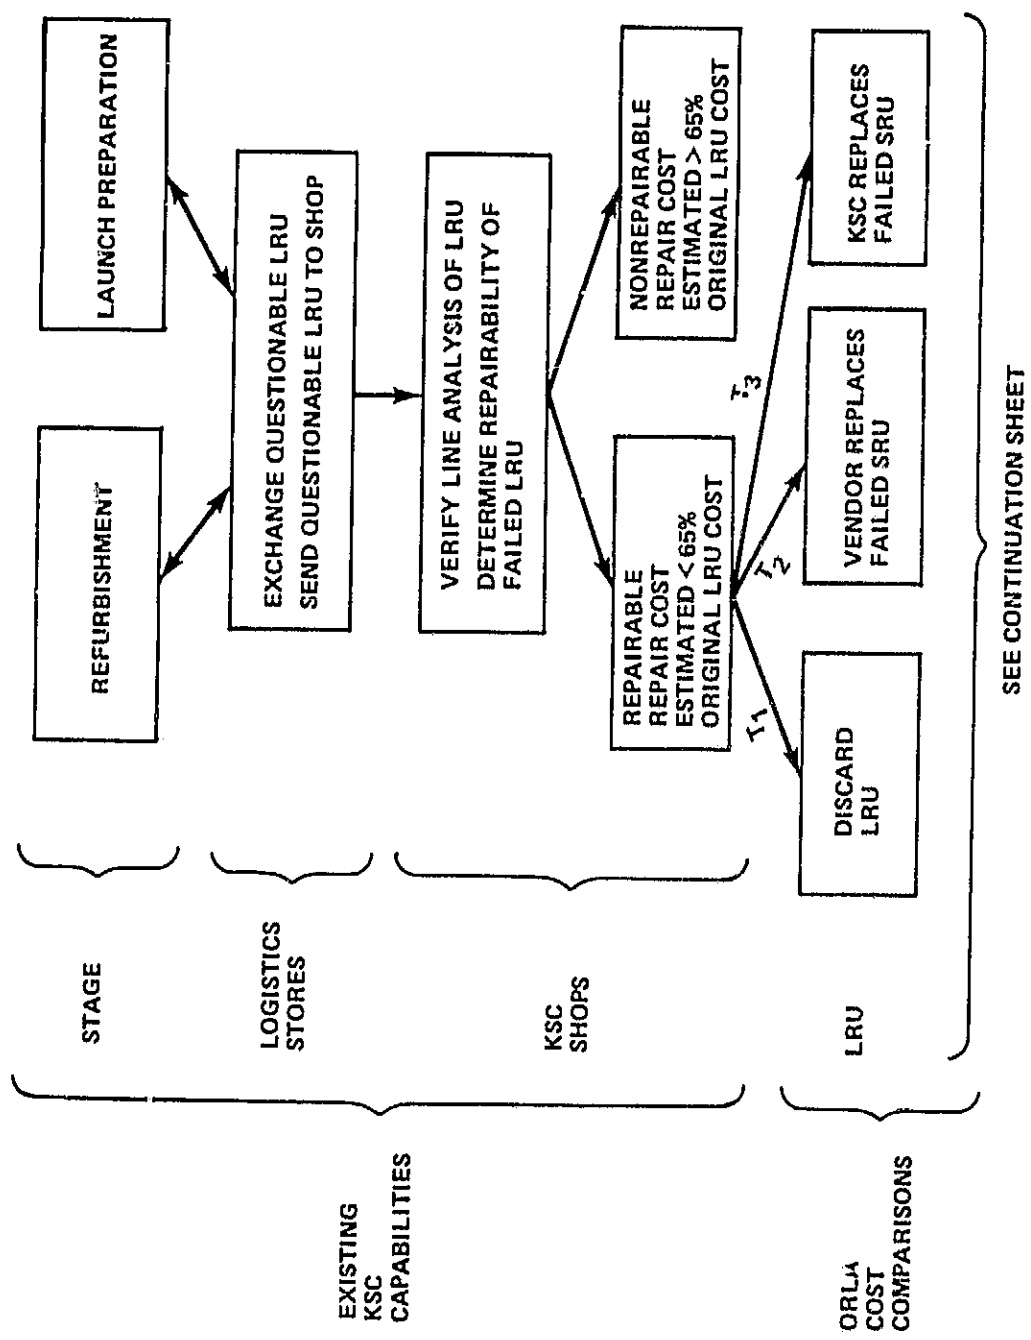 EXISTING
KSC
CAPABILITIES
STAGE
REFURBISHMENT
LAUNCH PREPARATION
LOGISTICS
STORES
EXCHANGE QUESTIONABLE LRU
SEND QUESTIONABLE LRU TO SHOP
KSC
SHOPS
VERIFY LINE ANALYSIS OF LRU
DETERMINE REPAIRABILITY OF
FAILED LRU
REPAIRABLE
REPAIR COST
ESTIMATED < 65%
ORIGINAL LRU COST
NONREPAIRABLE
REPAIR COST
ESTIMATED > 65%
ORIGINAL LRU COST
T1
T2
T3
ORLA
COST
COMPARISONS
LRU
DISCARD
LRU
VENDOR REPLACES
FAILED SRU
KSC REPLACES
FAILED SRU
SEE CONTINUATION SHEET